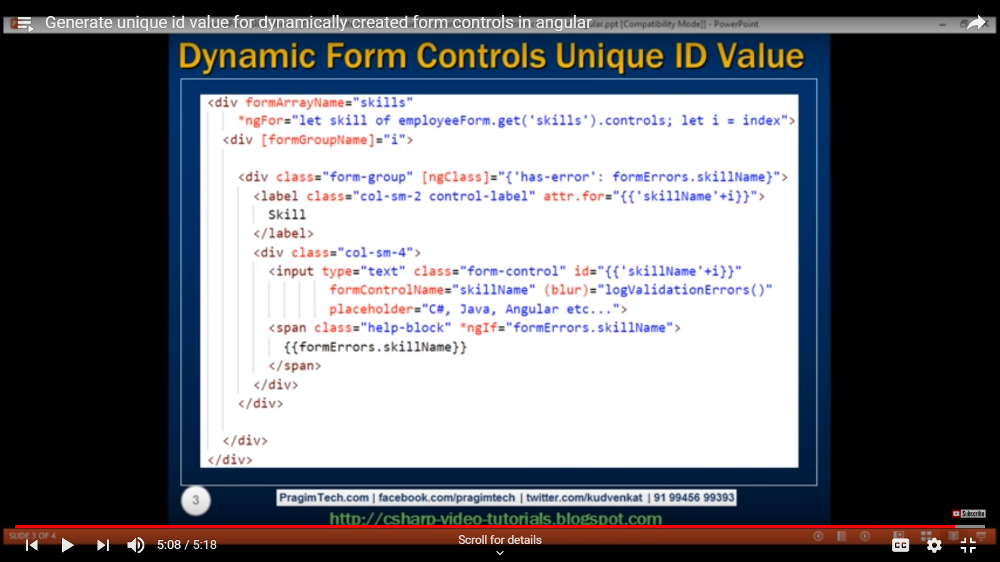 Generate unique id value for dynamically created form controls in angular
.ppt [Compatibility Mode]] - PowerPoint
Dynamic Form Controls Unique ID Value
<div formArrayName="skills"
*ngFor="let skill of employeeForm.get('skills').controls; let i = index">
<div [formGroupName]="i">
<div class="form-group" [ngClass]="{'has-error': formErrors.skillName}">
<label class="col-sm-2 control-label" attr.for="{{'skillName'+i}}">
Skill
</label>
<div class="col-sm-4">
<input type="text" class="form-control" id="{{'skillName'+i}}"
formControlName="skillName" (blur)="logValidationErrors()"
placeholder="C#, Java, Angular etc...">
<span class="help-block" *ngIf="formErrors.skillName">
{{formErrors.skillName}}
</span>
</div>
</div>
</div>
</div>
3
PragimTech.com | facebook.com/pragimtech | twitter.com/kudvenkat | 91 99456 99393
http://csharp-video-tutorials.blogspot.com
Subscribe
SLIDE 3 OF 4
5:08 / 5:18
Scroll for details
CC